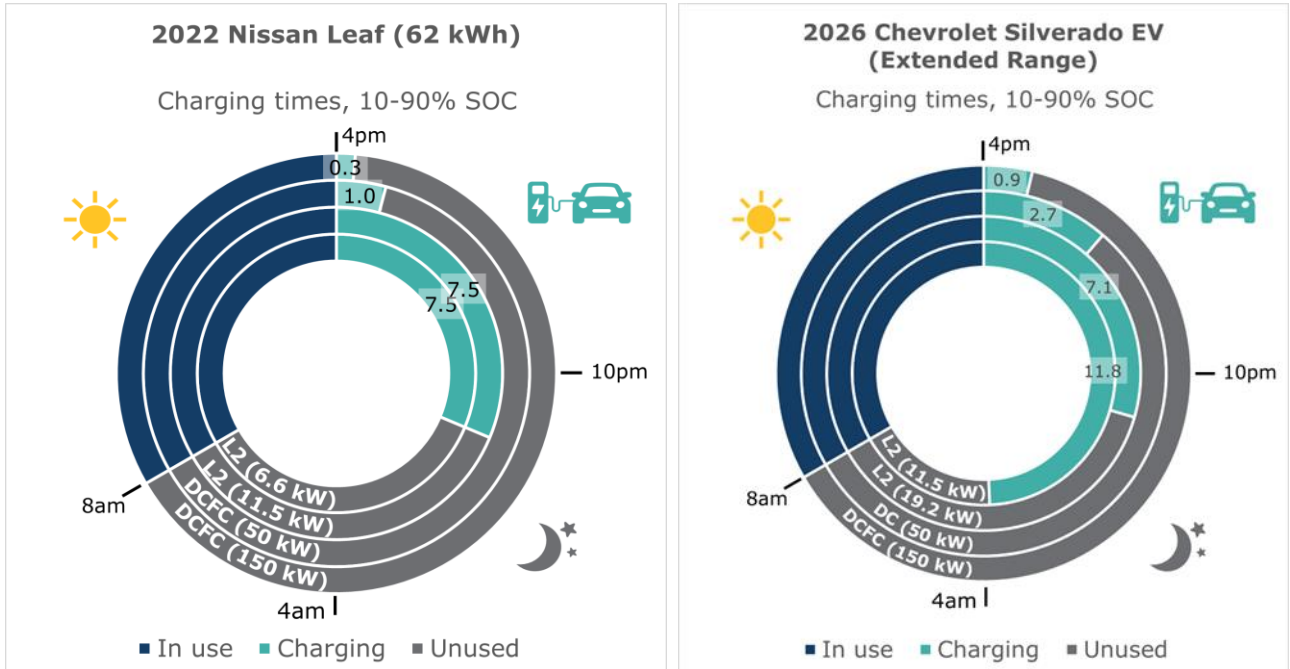 2022 Nissan Leaf (62 kWh)
Charging times, 10-90% SOC
4pm
0.3
1.0
7.5
7.5
10pm
L2 (6.6 kW)
L2 (11.5 kW)
DCFC (50 kW)
DCFC (150 kW)
8am
4am
In use
Charging
Unused
2026 Chevrolet Silverado EV
(Extended Range)
Charging times, 10-90% SOC
4pm
0.9
2.7
7.1
11.8
10pm
L2 (11.5 kW)
L2 (19.2 kW)
DC (50 kW)
DCFC (150 kW)
8am
4am
In use
Charging
Unused